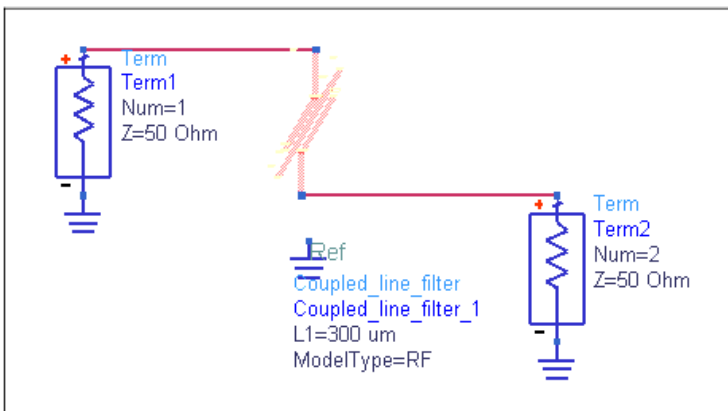 +
Term
Term1
Num=1
Z=50 Ohm
-
+
Term
Term2
Num=2
Z=50 Ohm
-
Ref
Coupled_line_filter
Coupled_line_filter_1
L1=300 um
ModelType=RF